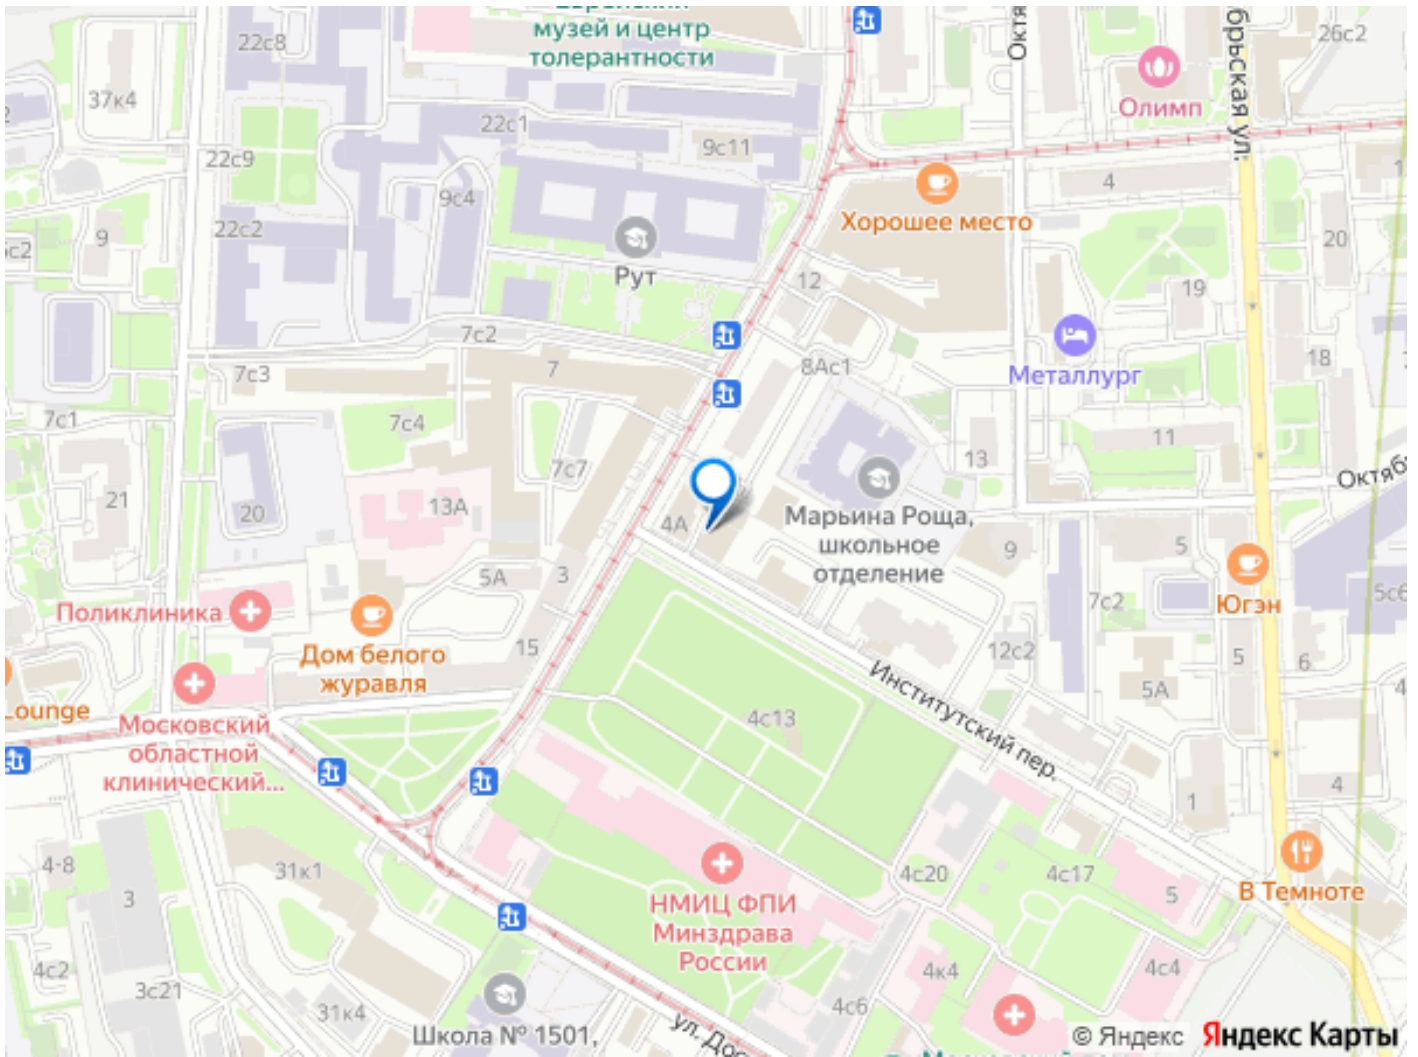 Еврейский
музей и центр
толерантности
22с8
37к4
22с9
22с1
9с11
9с4
22с2
9
Рут
Октя
брьская ул.
26с2
Олимп
4
Хорошее место
12
20
19
18
7с2
7
7с3
8Ас1
Металлург
7с1
7с4
11
13
Октяб
21
20
13А
7с7
4А
Марьина Роща,
школьное
отделение
9
5
5А
3
Поликлиника
7с2
Югэн
5с6
Дом белого
журавля
15
12с2
5
6
5А
Lounge
Московский
областной
клинический...
4с13
Институтский пер.
1
4
4-8
3
31к1
НМИЦ ФПИ
Минздрава
России
4с20
4с17
5
В Темноте
4с2
3с21
31к4
4к4
4с4
4с6
Школа № 1501,
ул. Дос
© Яндекс
Яндекс Карты